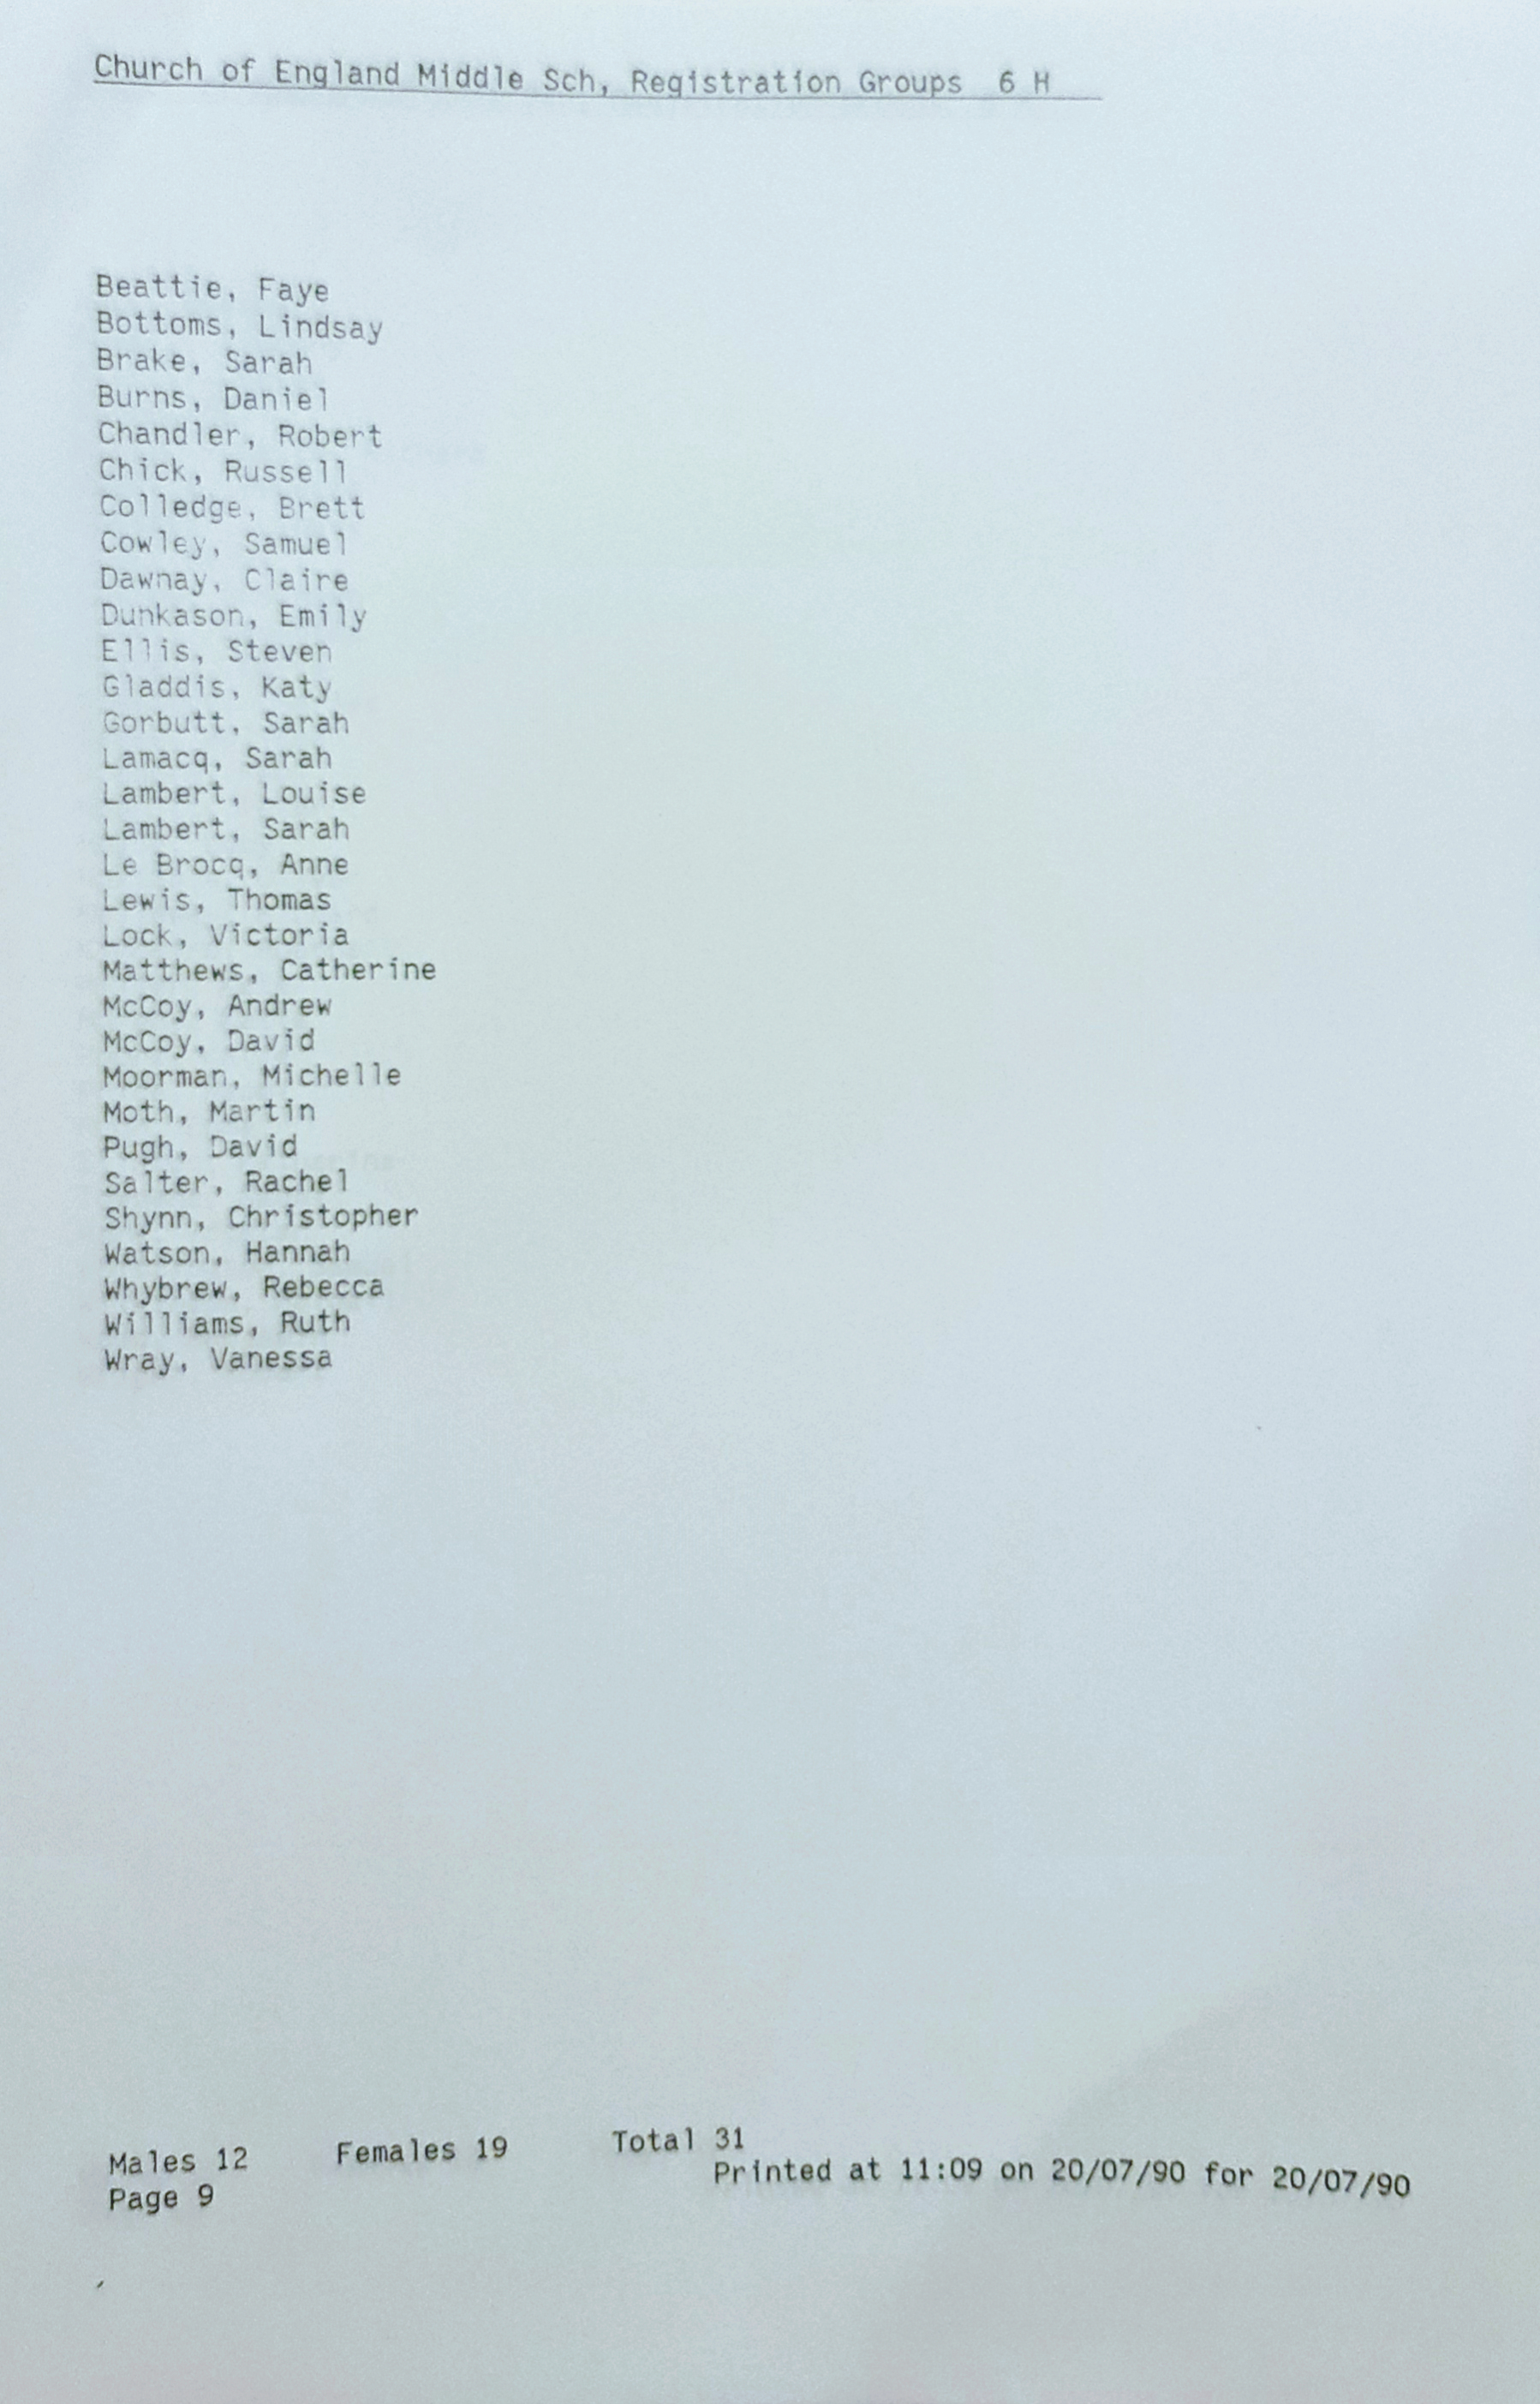 Church of England Middle Sch, Registration Groups 6 H
Beattie, Faye
Bottoms, Lindsay
Brake, Sarah
Burns, Daniel
Chandler, Robert
Chick, Russell
Colledge, Brett
Cowley, Samuel
Dawnay, Claire
Dunkason, Emily
Ellis, Steven
Gladdis, Katy
Gorbutt, Sarah
Lamacq, Sarah
Lambert, Louise
Lambert, Sarah
Le Brocq, Anne
Lewis, Thomas
Lock, Victoria
Matthews, Catherine
McCoy, Andrew
McCoy, David
Moorman, Michelle
Moth, Martin
Pugh, David
Salter, Rachel
Shynn, Christopher
Watson, Hannah
Whybrew, Rebecca
Williams, Ruth
Wray, Vanessa
Males 12 Females 19 Total 31
Printed at 11:09 on 20/07/90 for 20/07/90
Page 9